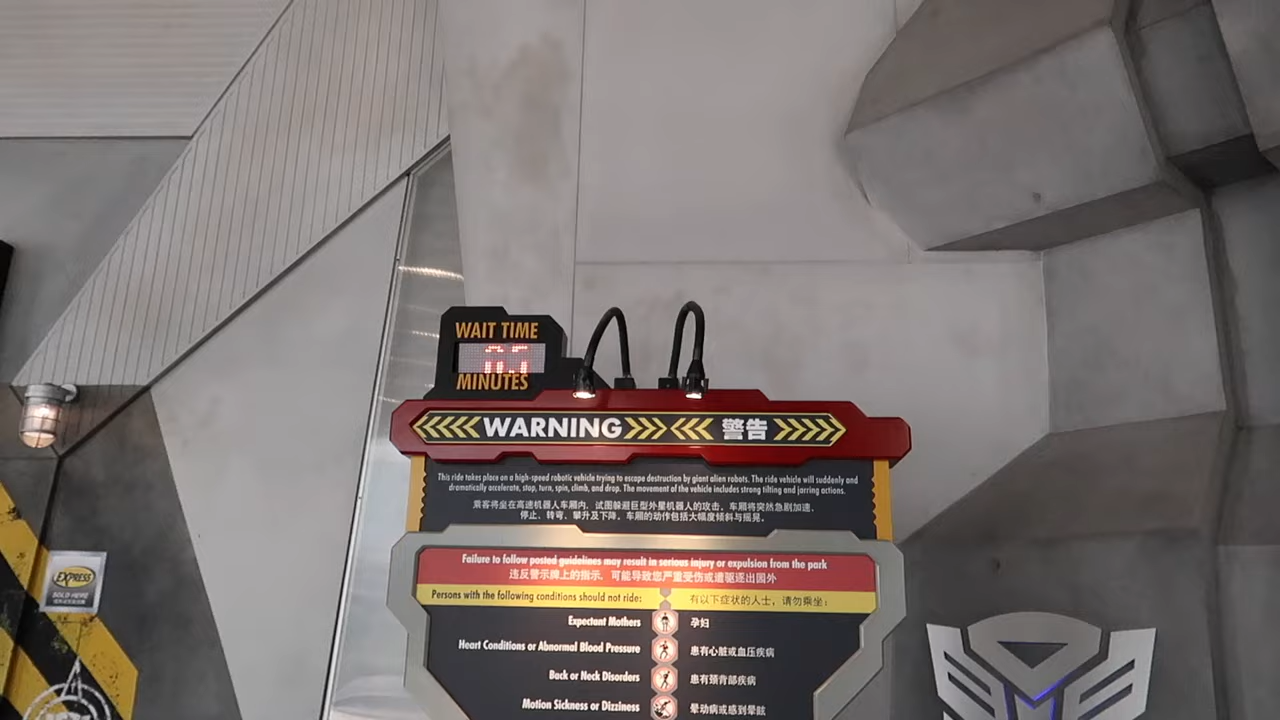 WAIT TIME
05
MINUTES
WARNING 警告
This ride takes place on a high-speed robotic vehicle trying to escape destruction by giant alien robots. The ride vehicle will suddenly and
dramatically accelerate, stop, turn, spin, climb, and drop. The movement of the vehicle includes strong tilting and jarring actions.
乘客将坐在高速机器人车厢内，试图躲避巨型外星机器人的攻击。车厢将突然急剧加速、
停止、转弯、攀升及下降。车厢的动作包括大幅度倾斜与摇晃。
Failure to follow posted guidelines may result in serious injury or expulsion from the park
违反警示牌上的指示，可能导致您严重受伤或遭驱逐出园外
Persons with the following conditions should not ride: 有以下症状的人士，请勿乘坐：
Expectant Mothers 孕妇
Heart Conditions or Abnormal Blood Pressure 患有心脏或血压疾病
Back or Neck Disorders 患有颈背部疾病
Motion Sickness or Dizziness 晕动病或感到晕眩
EXPRESS
SOLD HERE